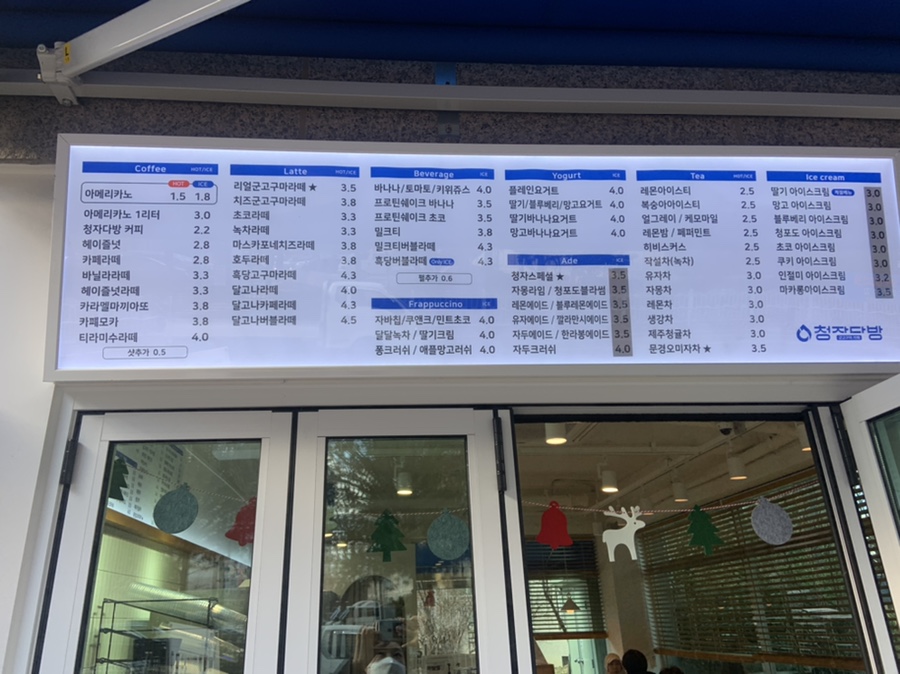 Coffee HOT/ICE
HOT ICE
아메리카노 1.5 1.8
아메리카노 1리터 3.0
청자다방 커피 2.2
헤이즐넛 2.8
카페라떼 2.8
바닐라라떼 3.3
헤이즐넛라떼 3.3
카라멜마끼아또 3.8
카페모카 3.8
티라미수라떼 4.0
샷추가 0.5
Latte HOT/ICE
리얼군고구마라떼 ★ 3.5
치즈군고구마라떼 3.8
초코라떼 3.3
녹차라떼 3.3
마스카포네치즈라떼 3.8
호두라떼 3.8
흑당고구마라떼 4.3
달고나라떼 4.0
달고나카페라떼 4.3
달고나버블라떼 4.5
Beverage ICE
바나나/토마토/키위쥬스 4.0
프로틴쉐이크 바나나 3.5
프로틴쉐이크 초코 3.5
밀크티 3.8
밀크티버블라떼 4.3
흑당버블라떼 Only ICE 4.3
펄추가 0.6
Frappuccino ICE
자바칩/쿠앤크/민트초코 4.0
달달녹차 / 딸기크림 4.0
퐁크러쉬 / 애플망고러쉬 4.0
Yogurt ICE
플레인요거트 4.0
딸기/블루베리/망고요거트 4.0
딸기바나나요거트 4.0
망고바나나요거트 4.0
Ade ICE
청자스페셜 ★ 3.5
자몽라임 / 청포도블라썸 3.5
레몬에이드 / 블루레몬에이드 3.5
유자에이드 / 깔라만시에이드 3.5
자두에이드 / 한라봉에이드 3.5
자두크러쉬 4.0
Tea HOT/ICE
레몬아이스티 2.5
복숭아아이스티 2.5
얼그레이 / 케모마일 2.5
레몬밤 / 페퍼민트 2.5
히비스커스 2.5
작설차(녹차) 2.5
유자차 3.0
자몽차 3.0
레몬차 3.0
생강차 3.0
제주청귤차 3.0
문경오미자차 ★ 3.5
Ice cream ICE
딸기 아이스크림 3.0
망고 아이스크림 3.0
블루베리 아이스크림 3.0
청포도 아이스크림 3.0
초코 아이스크림 3.0
쿠키 아이스크림 3.0
인절미 아이스크림 3.2
마카롱아이스크림 3.5
청자다방